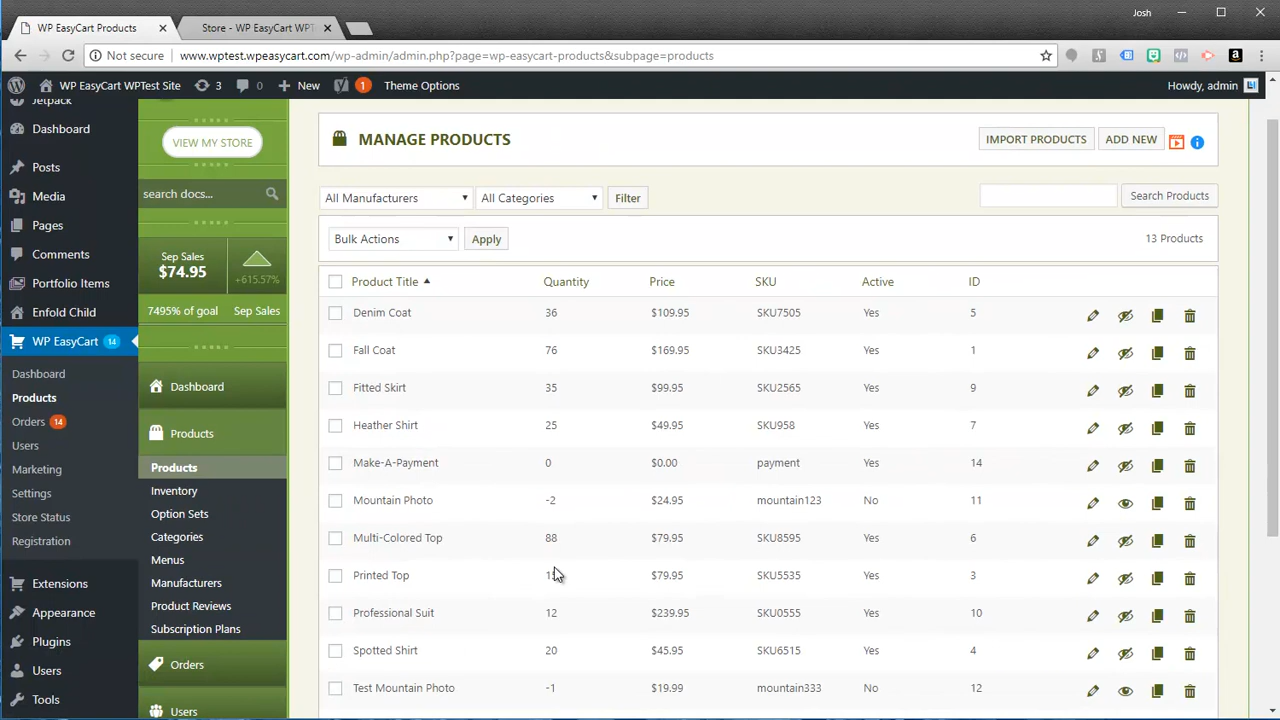 Josh
WP EasyCart Products
Store - WP EasyCart WPT
Not secure
www.wptest.wpeasycart.com/wp-admin/admin.php?page=wp-easycart-products&subpage=products
WP EasyCart WPTest Site
3
0
New
1
Theme Options
Howdy, admin
Jetpack
Dashboard
Posts
Media
Pages
Comments
Portfolio Items
Enfold Child
WP EasyCart 14
Dashboard
Products
Orders 14
Users
Marketing
Settings
Store Status
Registration
Extensions
Appearance
Plugins
Users
Tools
VIEW MY STORE
search docs...
Sep Sales
$74.95
+615.57%
7495% of goal
Sep Sales
Dashboard
Products
Products
Inventory
Option Sets
Categories
Menus
Manufacturers
Product Reviews
Subscription Plans
Orders
Users
MANAGE PRODUCTS
IMPORT PRODUCTS
ADD NEW
All Manufacturers
All Categories
Filter
Search Products
Bulk Actions
Apply
13 Products
Product Title Quantity Price SKU Active ID
Denim Coat 36 $109.95 SKU7505 Yes 5
Fall Coat 76 $169.95 SKU3425 Yes 1
Fitted Skirt 35 $99.95 SKU2565 Yes 9
Heather Shirt 25 $49.95 SKU958 Yes 7
Make-A-Payment 0 $0.00 payment Yes 14
Mountain Photo -2 $24.95 mountain123 No 11
Multi-Colored Top 88 $79.95 SKU8595 Yes 6
Printed Top $79.95 SKU5535 Yes 3
Professional Suit 12 $239.95 SKU0555 Yes 10
Spotted Shirt 20 $45.95 SKU6515 Yes 4
Test Mountain Photo -1 $19.99 mountain333 No 12